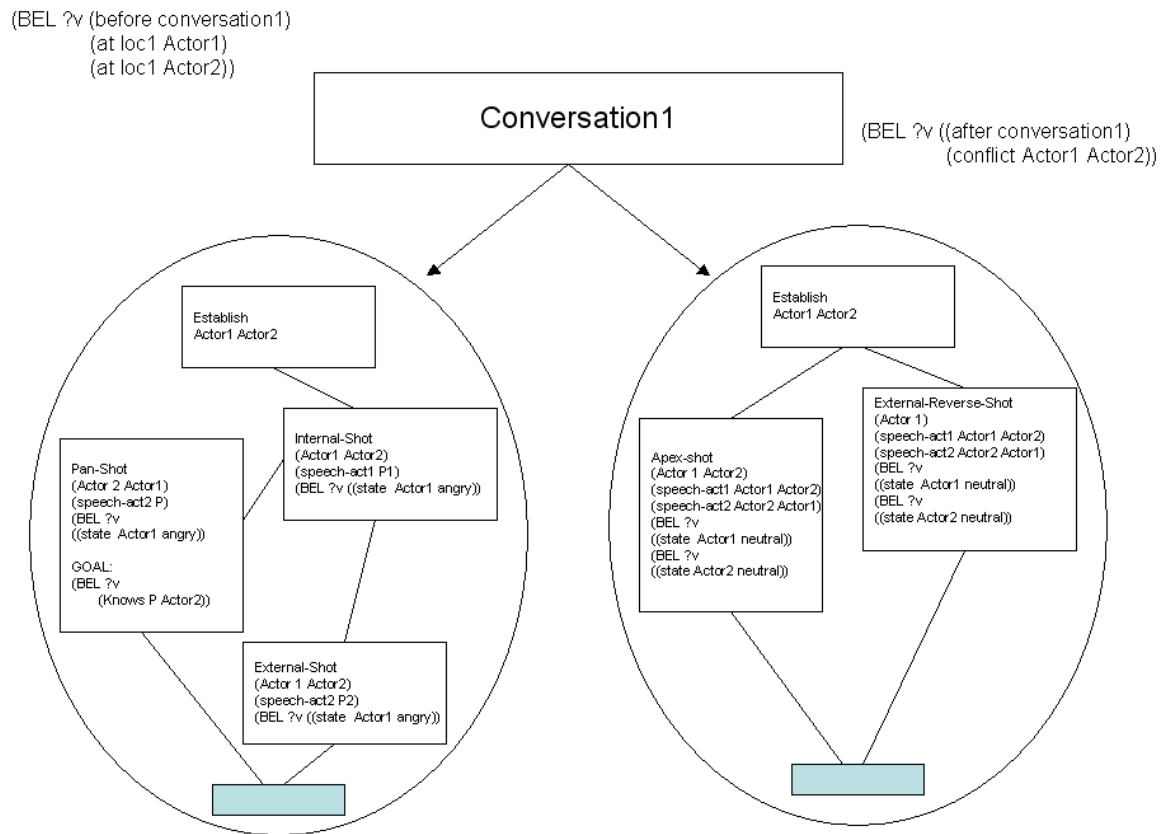 (BEL ?v (before conversation1)
(at loc1 Actor1)
(at loc1 Actor2))
Conversation1
(BEL ?v ((after conversation1)
(conflict Actor1 Actor2))
Establish
Actor1 Actor2
Internal-Shot
(Actor1 Actor2)
(speech-act1 P1)
(BEL ?v ((state Actor1 angry))
Pan-Shot
(Actor 2 Actor1)
(speech-act2 P)
(BEL ?v
((state Actor1 angry))
GOAL:
(BEL ?v
(Knows P Actor2))
External-Shot
(Actor 1 Actor2)
(speech-act2 P2)
(BEL ?v ((state Actor1 angry))
Establish
Actor1 Actor2
Apex-shot
(Actor 1 Actor2)
(speech-act1 Actor1 Actor2)
(speech-act2 Actor2 Actor1)
(BEL ?v
((state Actor1 neutral))
(BEL ?v
((state Actor2 neutral))
External-Reverse-Shot
(Actor 1)
(speech-act1 Actor1 Actor2)
(speech-act2 Actor2 Actor1)
(BEL ?v
((state Actor1 neutral))
(BEL ?v
((state Actor2 neutral))